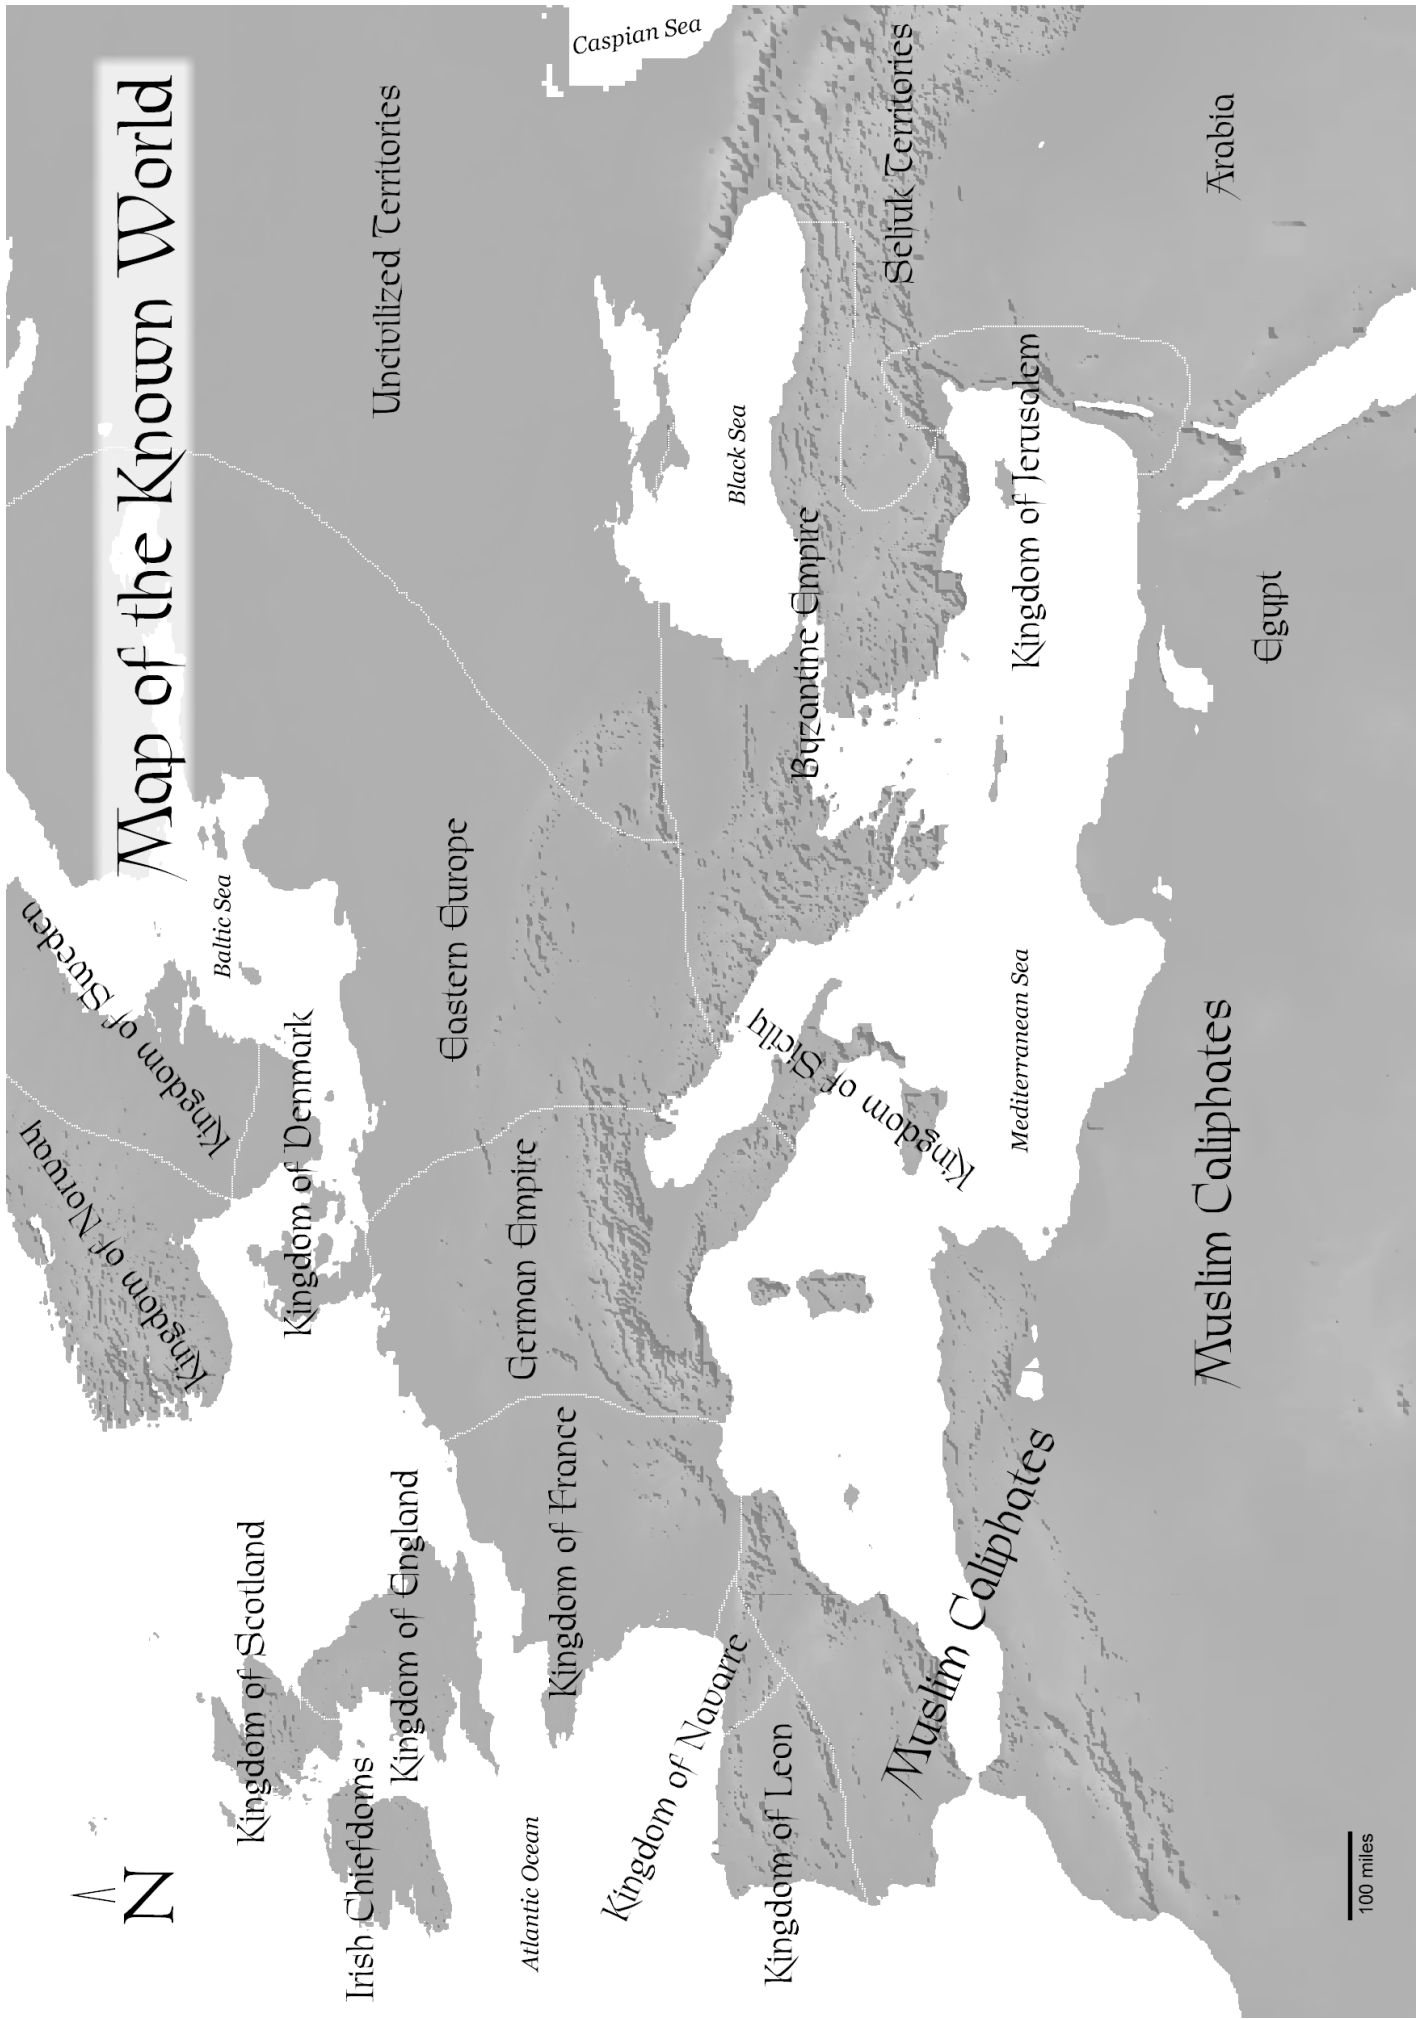 Map of the Known World
N
Kingdom of Norway
Kingdom of Sweden
Kingdom of Scotland
Baltic Sea
Kingdom of Denmark
Irish Chiefdoms
Kingdom of England
Uncivilized Territories
Eastern Europe
Atlantic Ocean
German Empire
Kingdom of France
Caspian Sea
Kingdom of Navarre
Black Sea
Kingdom of Leon
Kingdom of Sicily
Byzantine Empire
Seljuk Territories
Muslim Caliphates
Mediterranean Sea
Kingdom of Jerusalem
Muslim Caliphates
Arabia
Egypt
100 miles